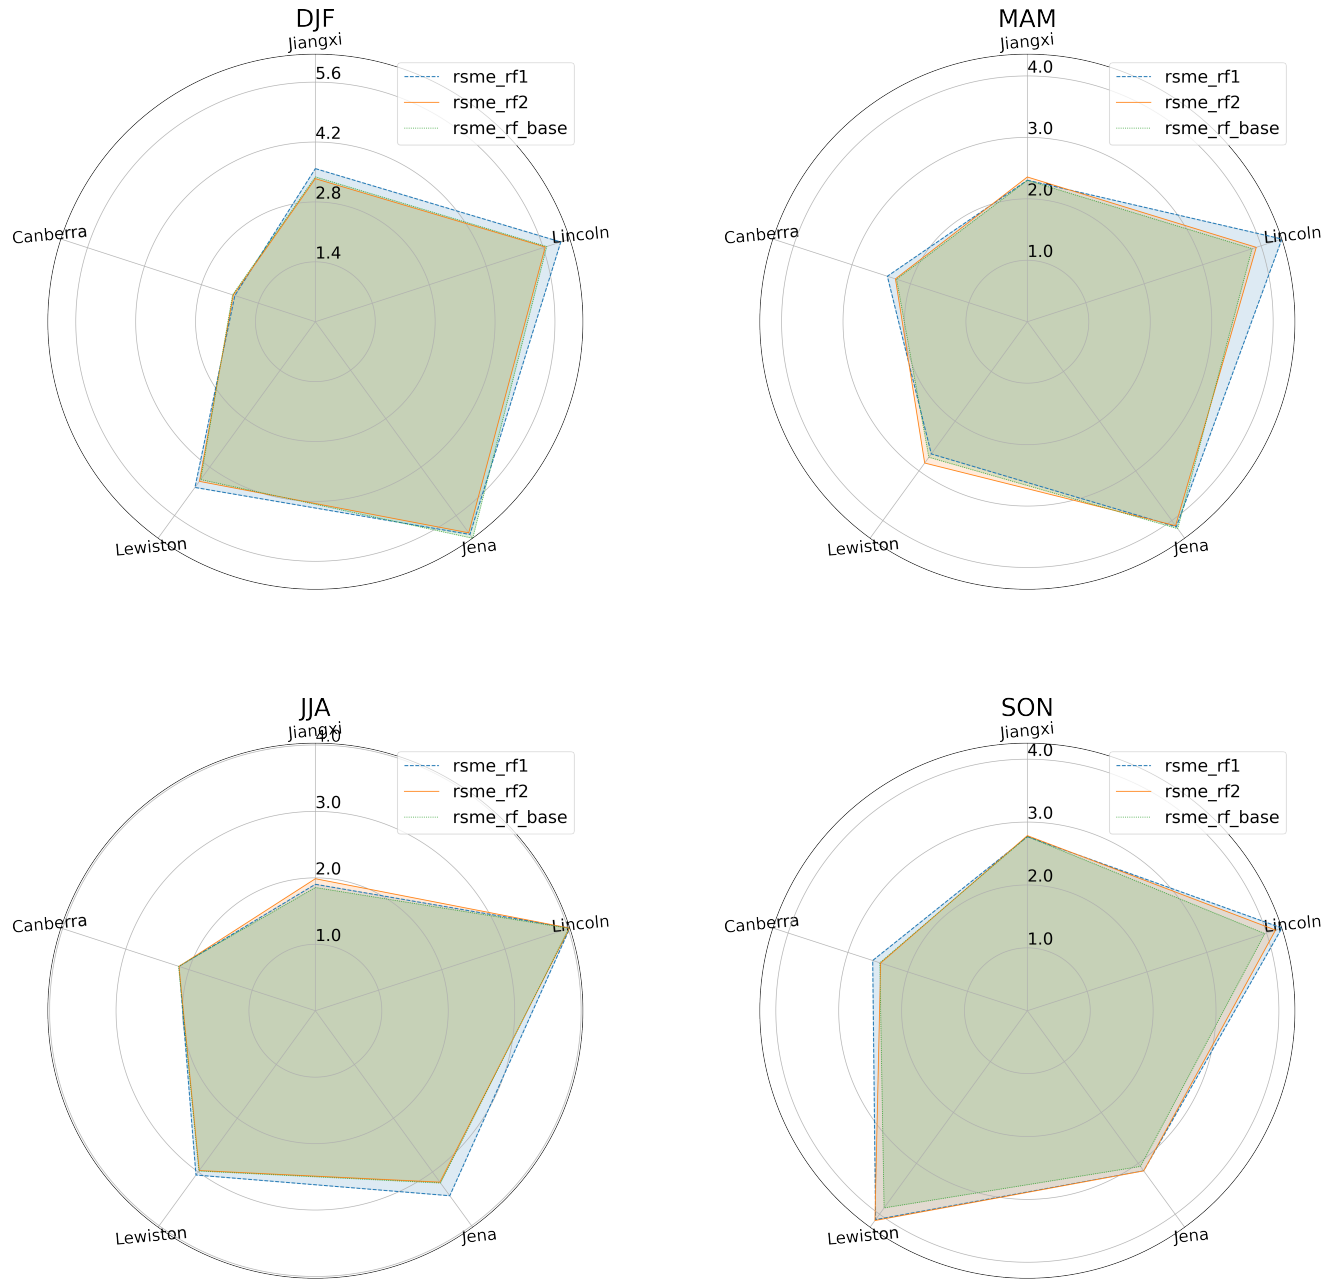 DJF
Jiangxi
5.6
4.2
2.8
1.4
Canberra
Lincoln
Lewiston
Jena
rsme_rf1
rsme_rf2
rsme_rf_base
MAM
Jiangxi
4.0
3.0
2.0
1.0
Canberra
Lincoln
Lewiston
Jena
rsme_rf1
rsme_rf2
rsme_rf_base
JJA
Jiangxi
4.0
3.0
2.0
1.0
Canberra
Lincoln
Lewiston
Jena
rsme_rf1
rsme_rf2
rsme_rf_base
SON
Jiangxi
4.0
3.0
2.0
1.0
Canberra
Lincoln
Lewiston
Jena
rsme_rf1
rsme_rf2
rsme_rf_base